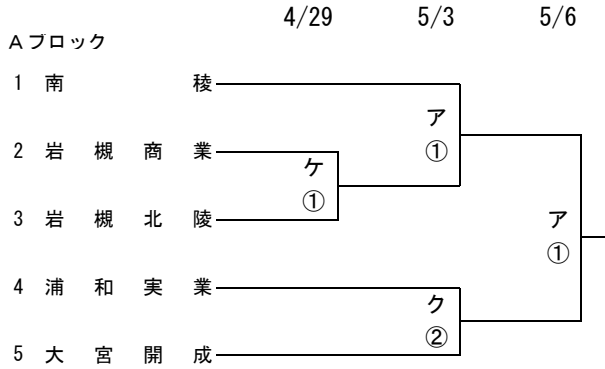 4/29 5/3 5/6
Aブロック
1 南稜
ア
①
2 岩槻商業
ケ
①
3 岩槻北陵
ア
①
4 浦和実業
ク
②
5 大宮開成